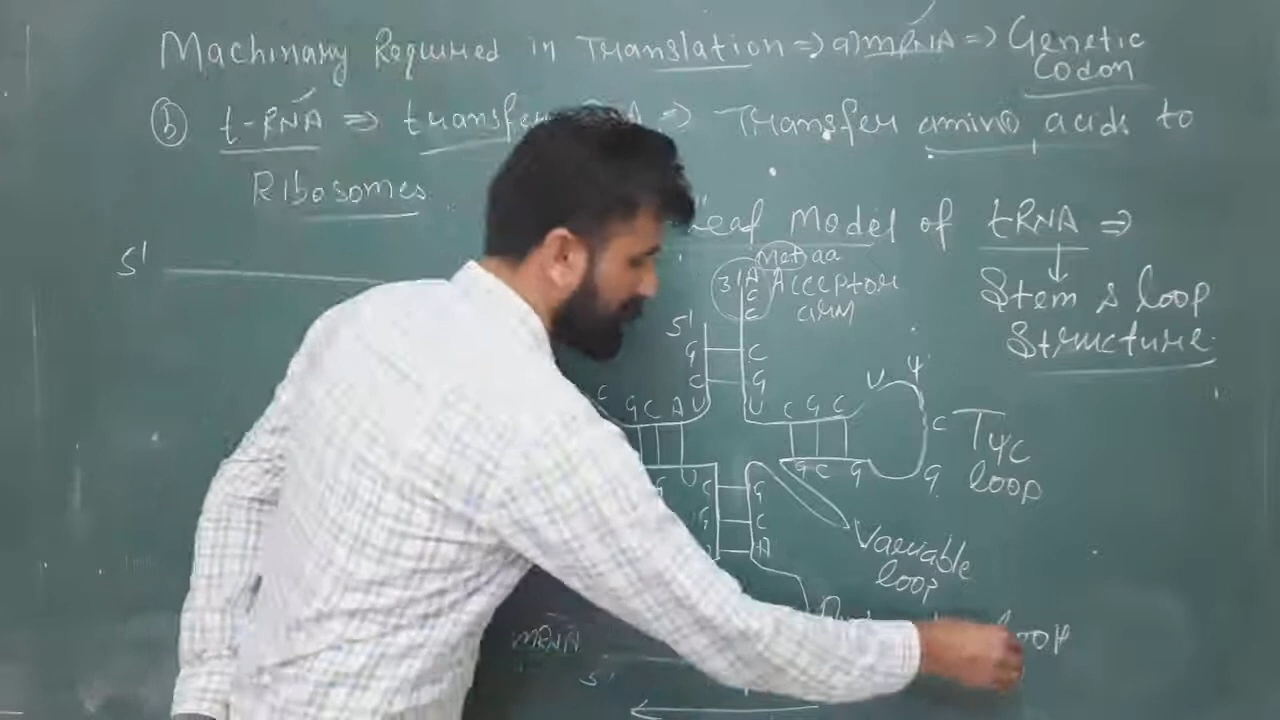 Machinary Required in Translation => a) mRNA => Genetic
Codon
(b) t-RNA => transfer => Transfer amino acids to
Ribosomes
leaf Model of tRNA =>
Stem & loop
Structure
5'
Met aa
3' A Acceptor
C arm
C
5'
G C
C G
U U
G C A
C G C
U Ψ
C
G
TΨC
loop
G C G
U
C G
G C
A
Variable
loop
loop
mRNA
5'